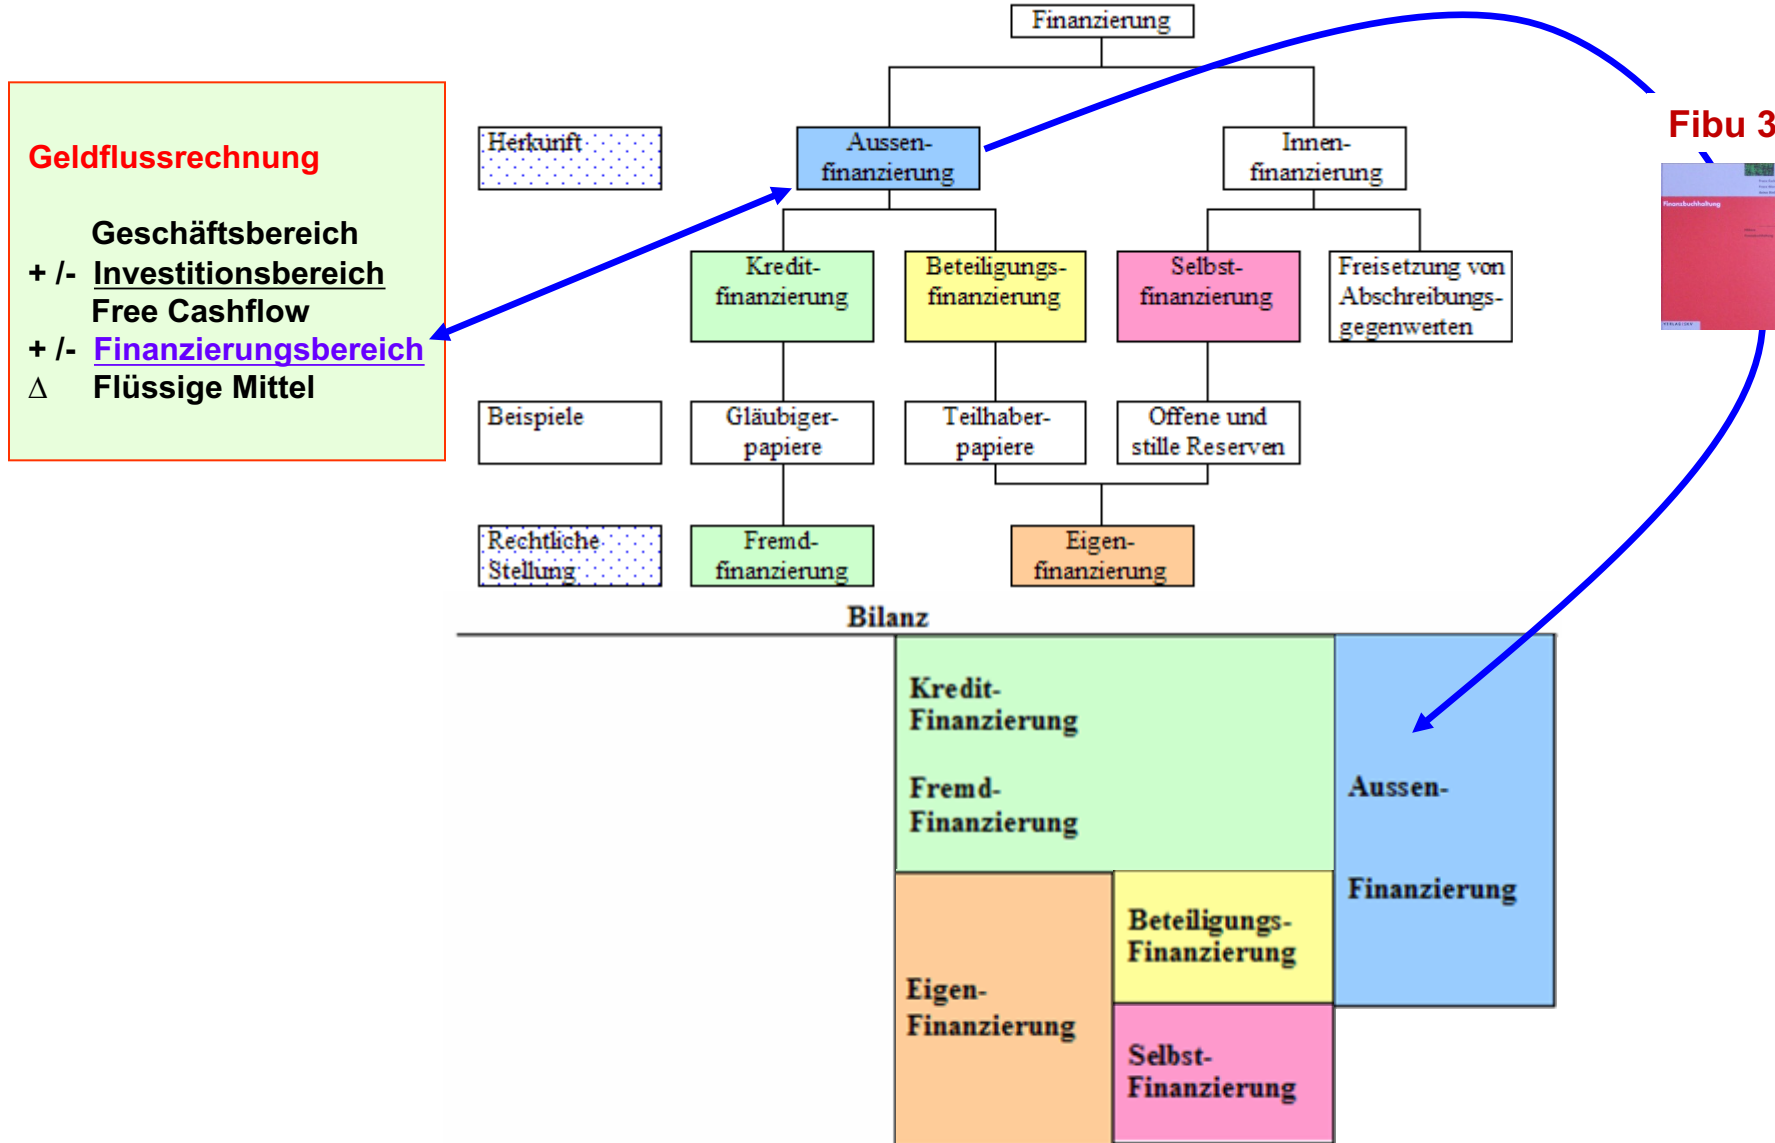 Finanzierung
Fibu 3
Geldflussrechnung
Geschäftsbereich
+ /- Investitionsbereich
Free Cashflow
+ /- Finanzierungsbereich
Δ Flüssige Mittel
Herkunft
Aussen-
finanzierung
Innen-
finanzierung
Finanzbuchhaltung
Kredit-
finanzierung
Beteiligungs-
finanzierung
Selbst-
finanzierung
Freisetzung von
Abschreibungs-
gegenwerten
Beispiele
Gläubiger-
papiere
Teilhaber-
papiere
Offene und
stille Reserven
Rechtliche
Stellung
Fremd-
finanzierung
Eigen-
finanzierung
Bilanz
Kredit-
Finanzierung
Fremd-
Finanzierung
Aussen-
Finanzierung
Beteiligungs-
Finanzierung
Eigen-
Finanzierung
Selbst-
Finanzierung